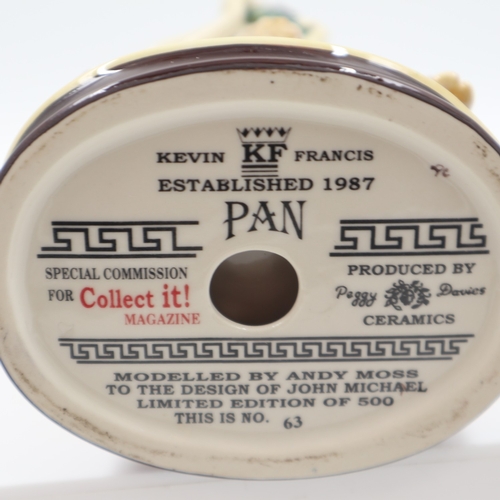 KEVIN KF FRANCIS
ESTABLISHED 1987
PAN
SPECIAL COMMISSION
FOR Collect it!
MAGAZINE
PRODUCED BY
Peggy Davies
CERAMICS
MODELLED BY ANDY MOSS
TO THE DESIGN OF JOHN MICHAEL
LIMITED EDITION OF 500
THIS IS NO. 63